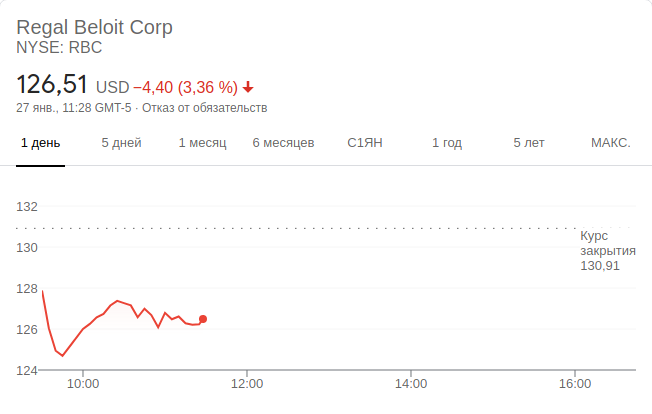 Regal Beloit Corp
NYSE: RBC
126,51 USD −4,40 (3,36 %)
27 янв., 11:28 GMT-5 · Отказ от обязательств
1 день 5 дней 1 месяц 6 месяцев С1ЯН 1 год 5 лет МАКС.
132
130
128
126
124
Курс
закрытия
130,91
10:00 12:00 14:00 16:00